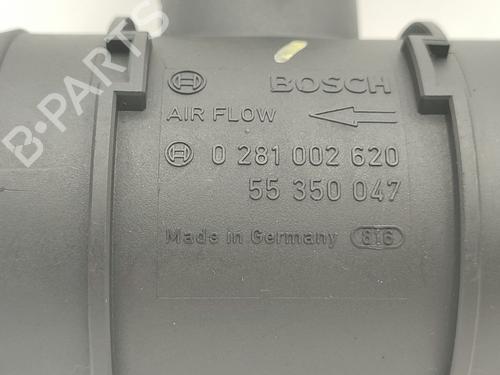 BOSCH
AIR FLOW
0 281 002 620
55 350 047
Made in Germany 816
B-PARTS